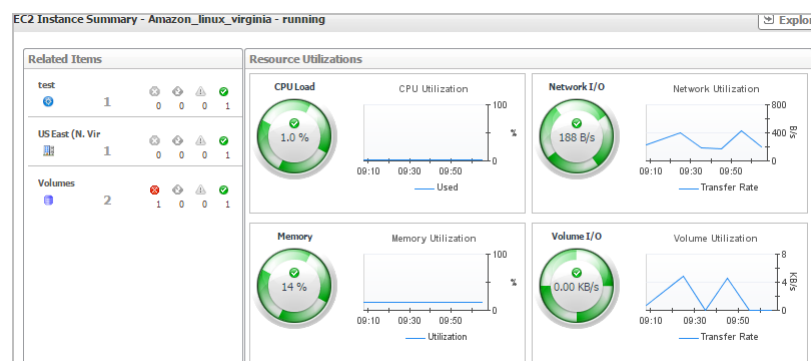 EC2 Instance Summary - Amazon_linux_virginia - running
Explor
Related Items
test
1 0 0 0 1
US East (N. Vir
1 0 0 0 1
Volumes
2 1 0 0 1
Resource Utilizations
CPU Load
1.0 %
CPU Utilization
100
%
0
09:10 09:30 09:50
Used
Network I/O
188 B/s
Network Utilization
800
400
B/s
0
09:10 09:30 09:50
Transfer Rate
Memory
14 %
Memory Utilization
100
%
0
09:10 09:30 09:50
Utilization
Volume I/O
0.00 KB/s
Volume Utilization
8
4
KB/s
0
09:10 09:30 09:50
Transfer Rate